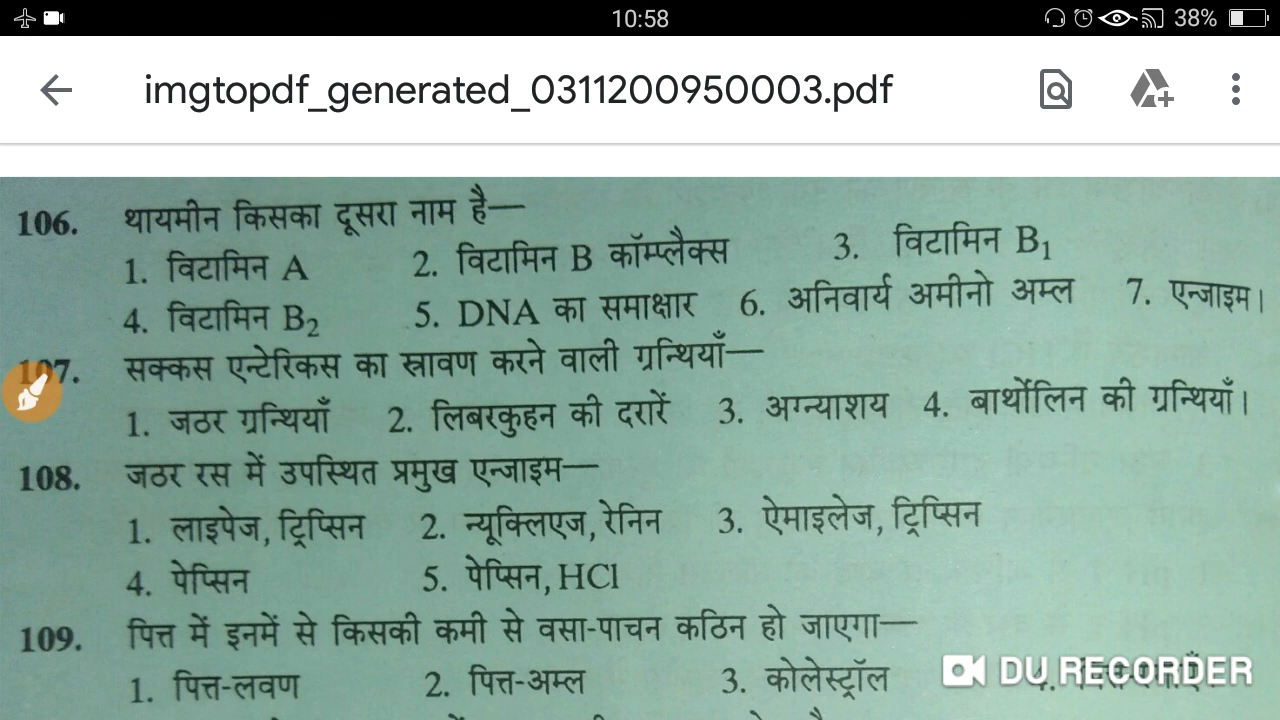 10:58
38%
imgtopdf_generated_0311200950003.pdf
106. थायमीन किसका दूसरा नाम है—
1. विटामिन A 2. विटामिन B कॉम्प्लैक्स 3. विटामिन B₁
4. विटामिन B₂ 5. DNA का समाक्षार 6. अनिवार्य अमीनो अम्ल 7. एन्जाइम।
107. सक्कस एन्टेरिकस का स्रावण करने वाली ग्रन्थियाँ—
1. जठर ग्रन्थियाँ 2. लिबरकुहन की दरारें 3. अग्न्याशय 4. बार्थोलिन की ग्रन्थियाँ।
108. जठर रस में उपस्थित प्रमुख एन्जाइम—
1. लाइपेज, ट्रिप्सिन 2. न्यूक्लिएज, रेनिन 3. ऐमाइलेज, ट्रिप्सिन
4. पेप्सिन 5. पेप्सिन, HCl
109. पित्त में इनमें से किसकी कमी से वसा-पाचन कठिन हो जाएगा—
1. पित्त-लवण 2. पित्त-अम्ल 3. कोलेस्ट्रॉल 4.
DU RECORDER